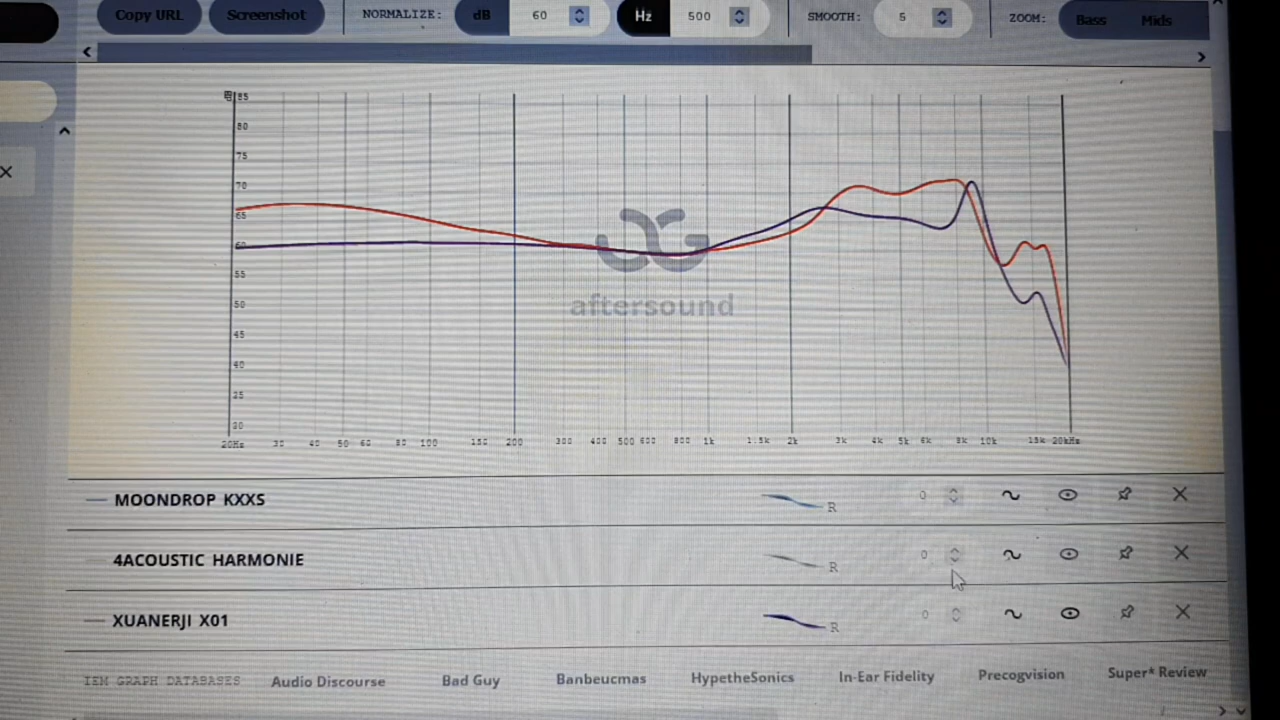 Copy URL Screenshot NORMALIZE: dB 60 Hz 500 SMOOTH: 5 ZOOM: Bass Mids
85
80
75
70
65
60
55
50
45
40
aftersound
20Hz 30 40 50 60 80 100 150 200 300 400 500 600 800 1k 1.5k 2k 3k 4k 5k 6k 8k 10k 15k 20kHz
MOONDROP KXXS R 0
4ACOUSTIC HARMONIE R 0
XUANERJI X01 R 0
IEM GRAPH DATABASES Audio Discourse Bad Guy Banbeucmas HypetheSonics In-Ear Fidelity Precogvision Super* Review